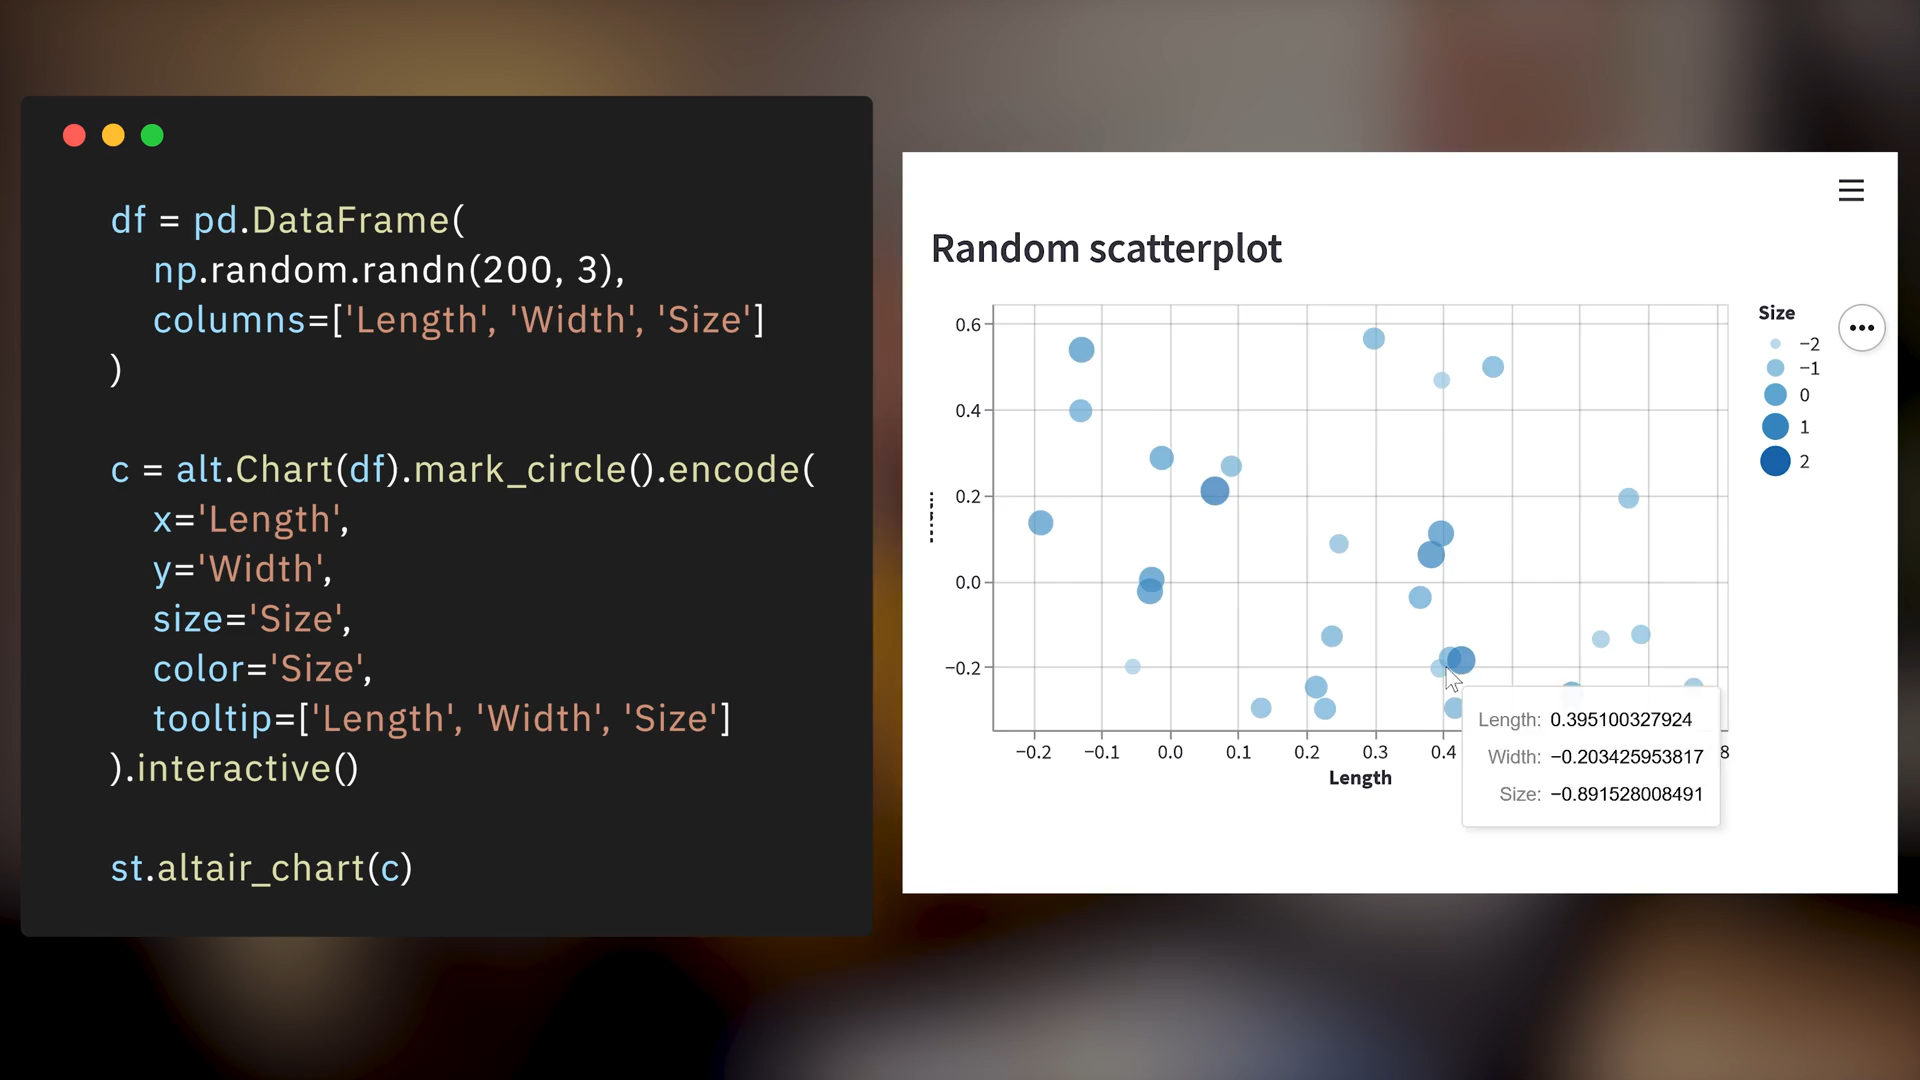 df = pd.DataFrame(
np.random.randn(200, 3),
columns=['Length', 'Width', 'Size']
)
c = alt.Chart(df).mark_circle().encode(
x='Length',
y='Width',
size='Size',
color='Size',
tooltip=['Length', 'Width', 'Size']
).interactive()
st.altair_chart(c)
Random scatterplot
0.6
0.4
0.2
0.0
−0.2
−0.2 −0.1 0.0 0.1 0.2 0.3 0.4 8
Length
Size
−2
−1
0
1
2
Length: 0.395100327924
Width: −0.203425953817
Size: −0.891528008491